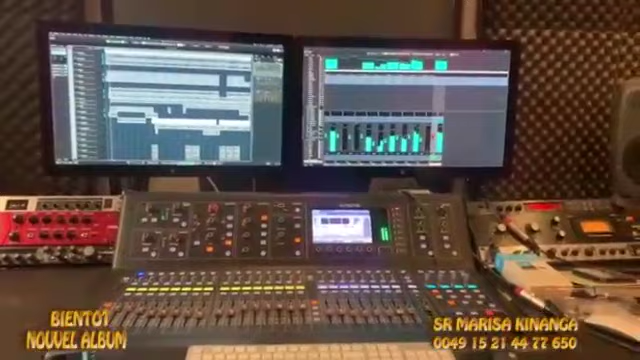 BIENTOT
NOUVEL ALBUM
SR MARISA KINANGA
0049 15 21 44 77 650